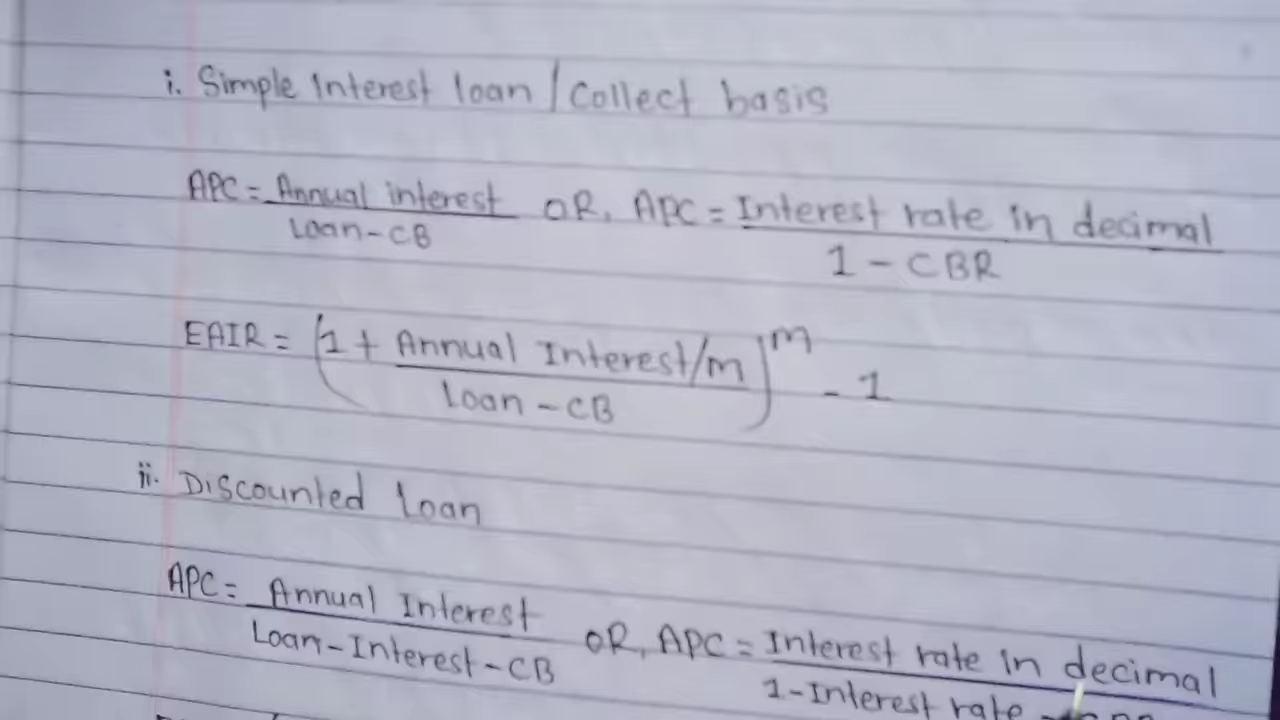 i. Simple Interest loan / Collect basis
APC = Annual interest / Loan - CB OR, APC = Interest rate in decimal / 1 - CBR
EAIR = (1 + Annual Interest/m / Loan - CB)^m - 1
ii. Discounted Loan
APC = Annual Interest / Loan - Interest - CB OR, APC = Interest rate in decimal / 1 - Interest rate